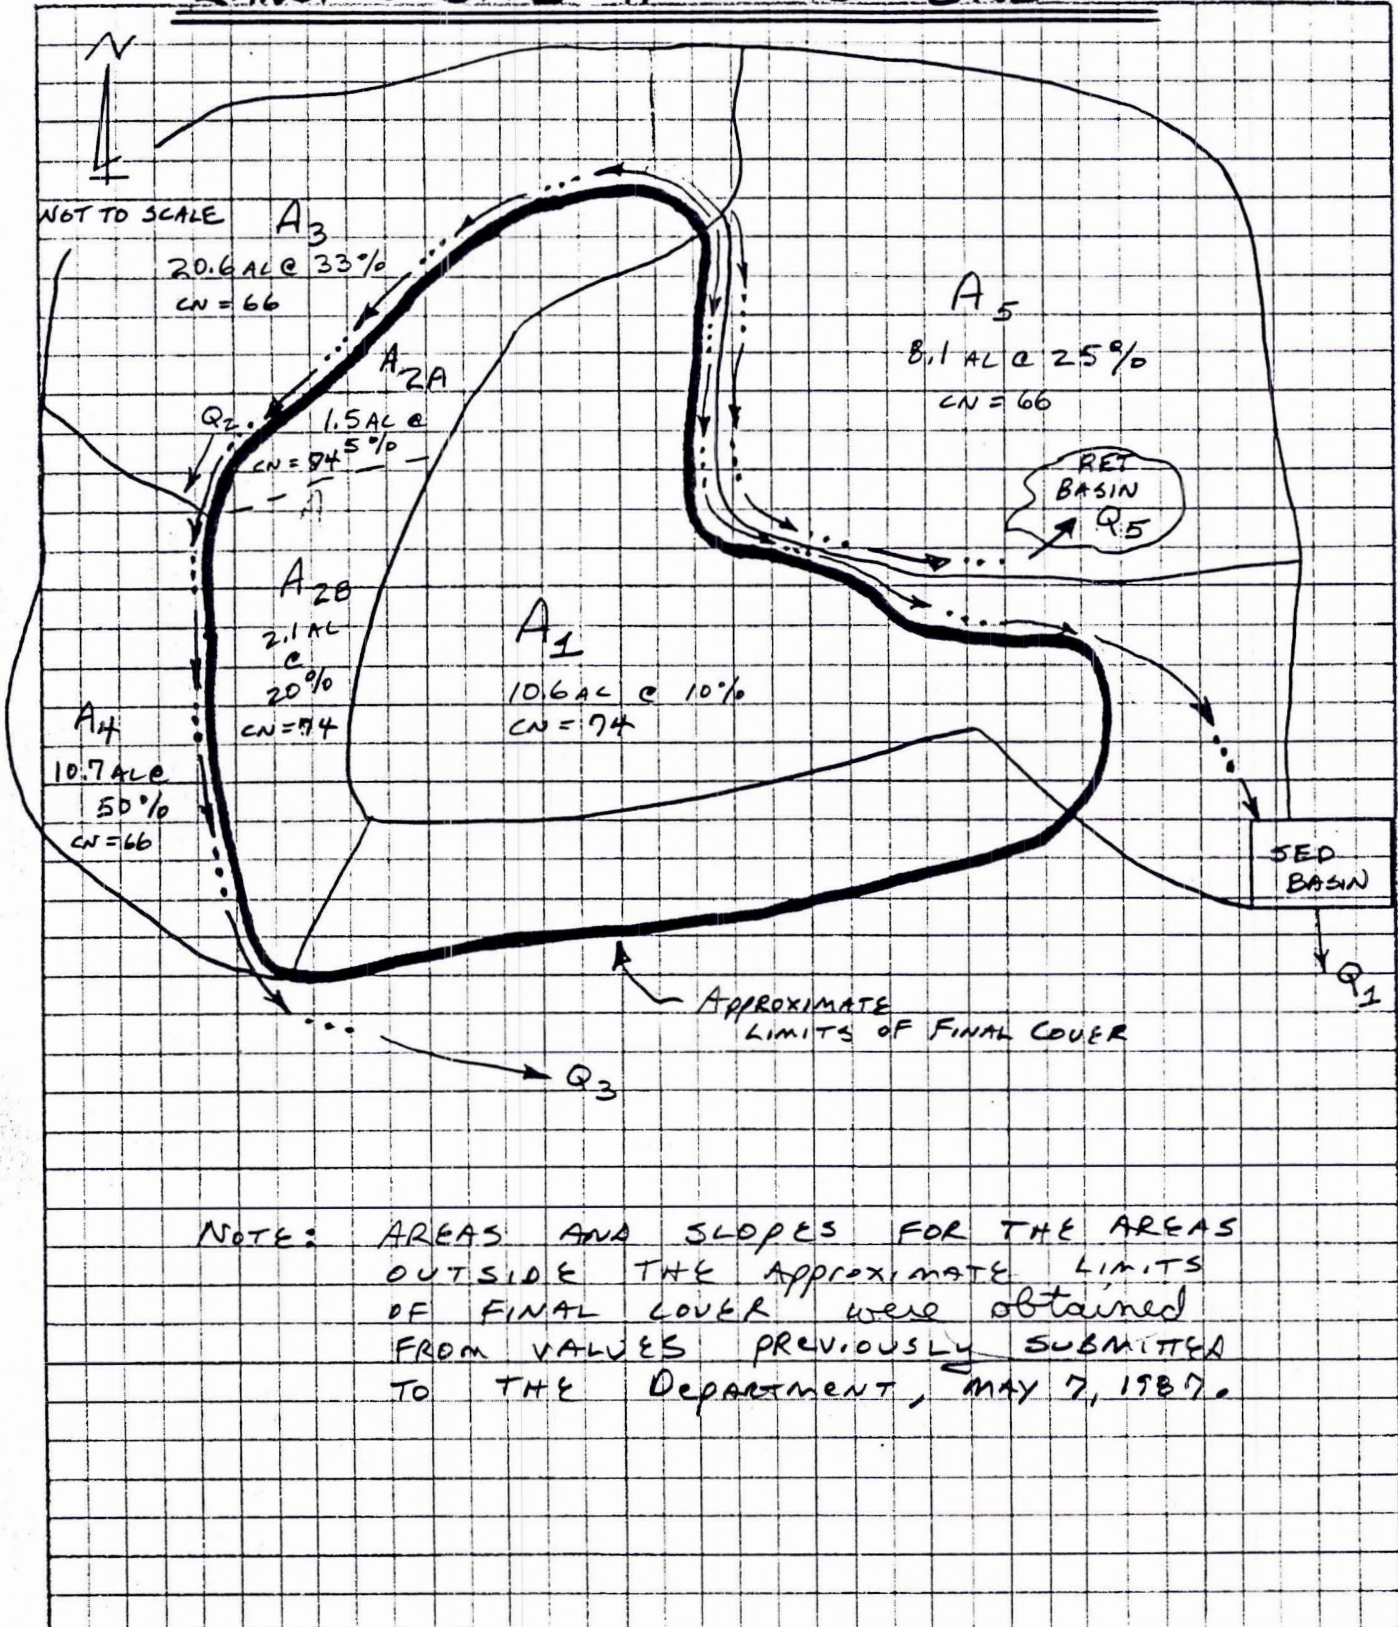 N
NOT TO SCALE
A3
20.6 AC @ 33%
CN = 66
A2A
1.5 AC @
5%
Q2
A5
8.1 AC @ 25%
CN = 66
RET
BASIN
Q5
A2B
2.1 AC
@
20%
CN = 74
A1
10.6 AC @ 10%
CN = 74
A4
10.7 AC @
50%
CN = 66
SED
BASIN
Q1
APPROXIMATE
LIMITS OF FINAL COVER
Q3
NOTE: AREAS AND SLOPES FOR THE AREAS
OUTSIDE THE APPROXIMATE LIMITS
OF FINAL COVER were obtained
FROM VALUES PREVIOUSLY SUBMITTED
TO THE DEPARTMENT, MAY 7, 1987.